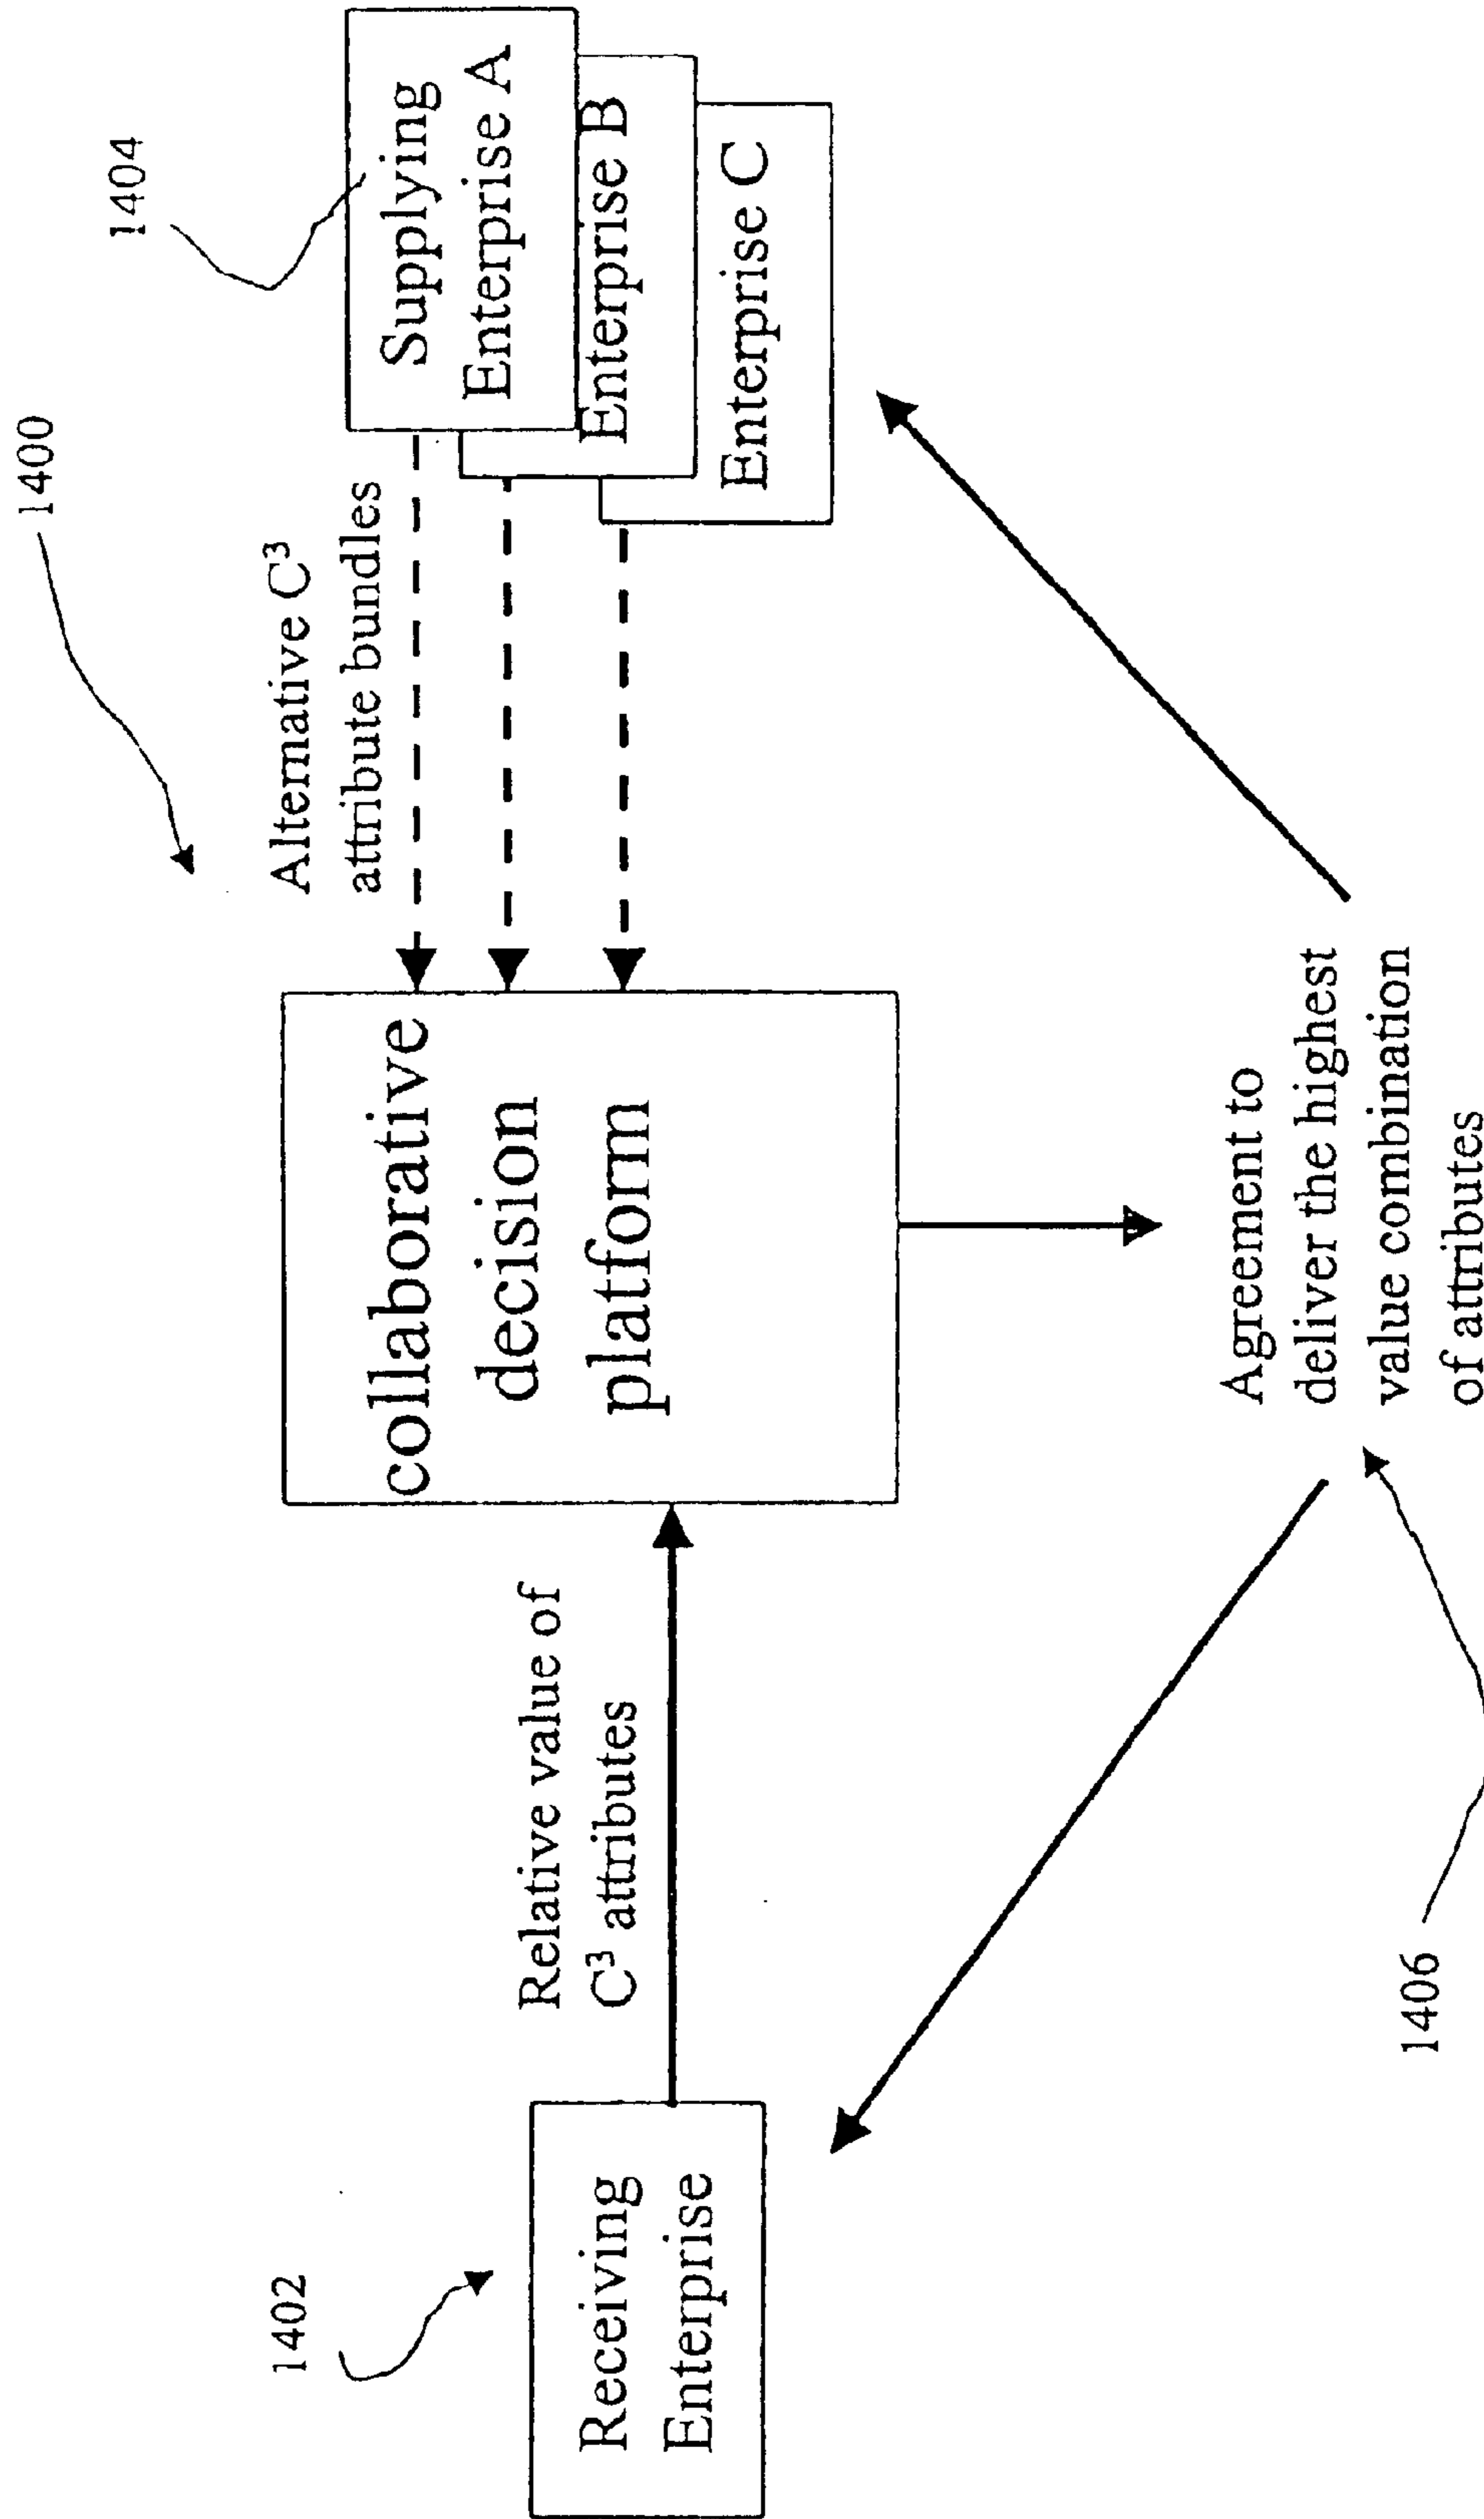 1400
1404
1402
Alternative C³
attribute bundles
Supplying
Enterprise A
Enterprise B
Enterprise C
collaborative
decision
platform
Relative value of
C³ attributes
Receiving
Enterprise
Agreement to
deliver the highest
value combination
of attributes
1406